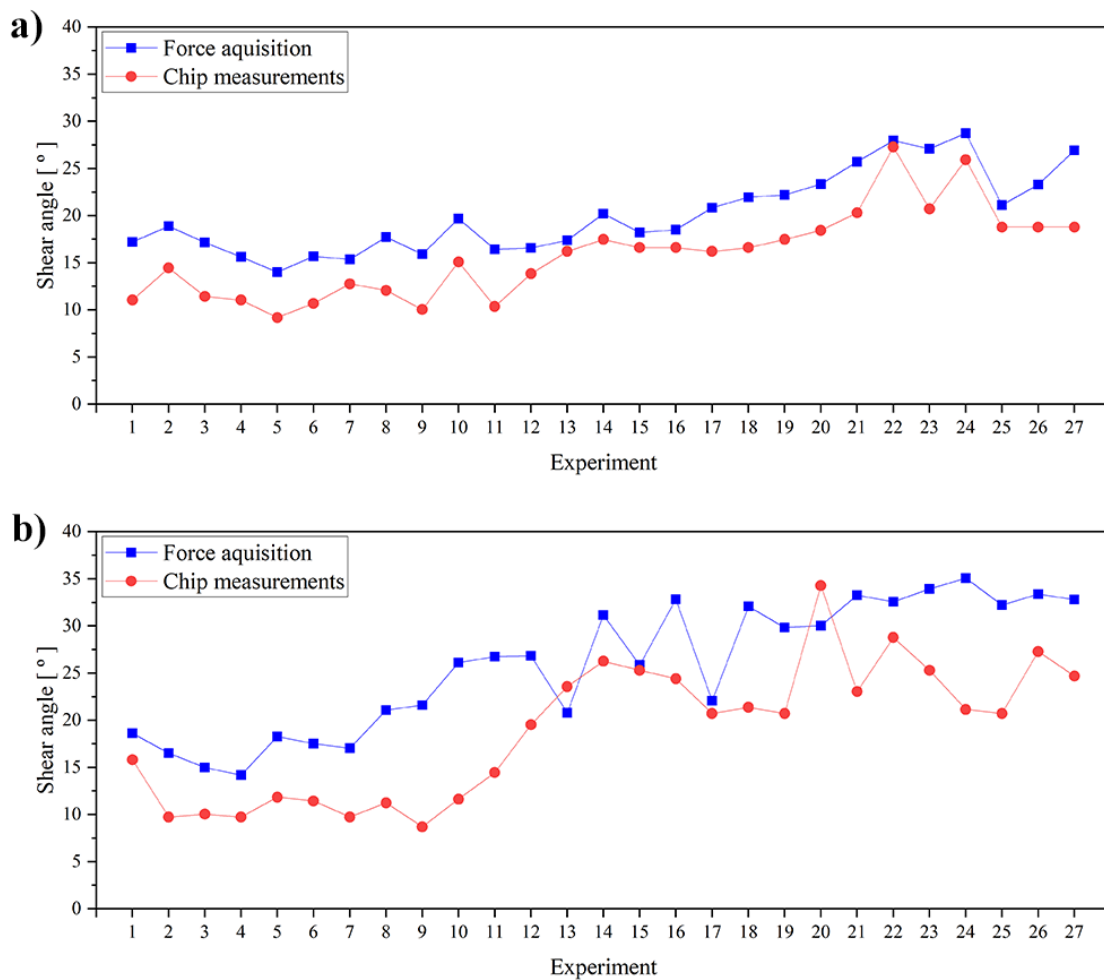 a)
Force aquisition
Chip measurements
Shear angle [ º ]
40
35
30
25
20
15
10
5
0
1 2 3 4 5 6 7 8 9 10 11 12 13 14 15 16 17 18 19 20 21 22 23 24 25 26 27
Experiment
b)
Force aquisition
Chip measurements
Shear angle [ º ]
40
35
30
25
20
15
10
5
0
1 2 3 4 5 6 7 8 9 10 11 12 13 14 15 16 17 18 19 20 21 22 23 24 25 26 27
Experiment